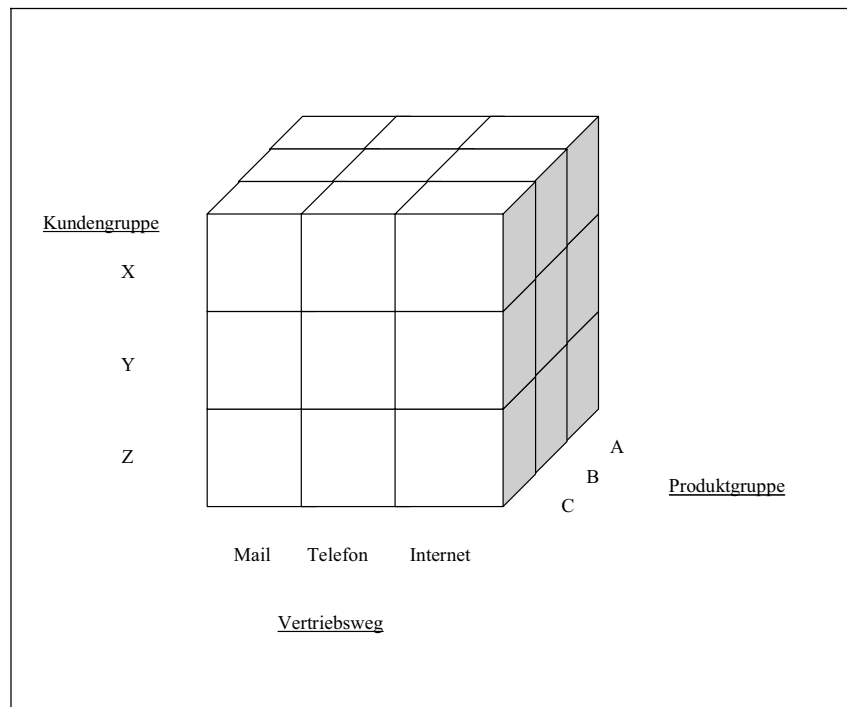 Kundengruppe
X
Y
Z
A
B
C
Produktgruppe
Mail Telefon Internet
Vertriebsweg